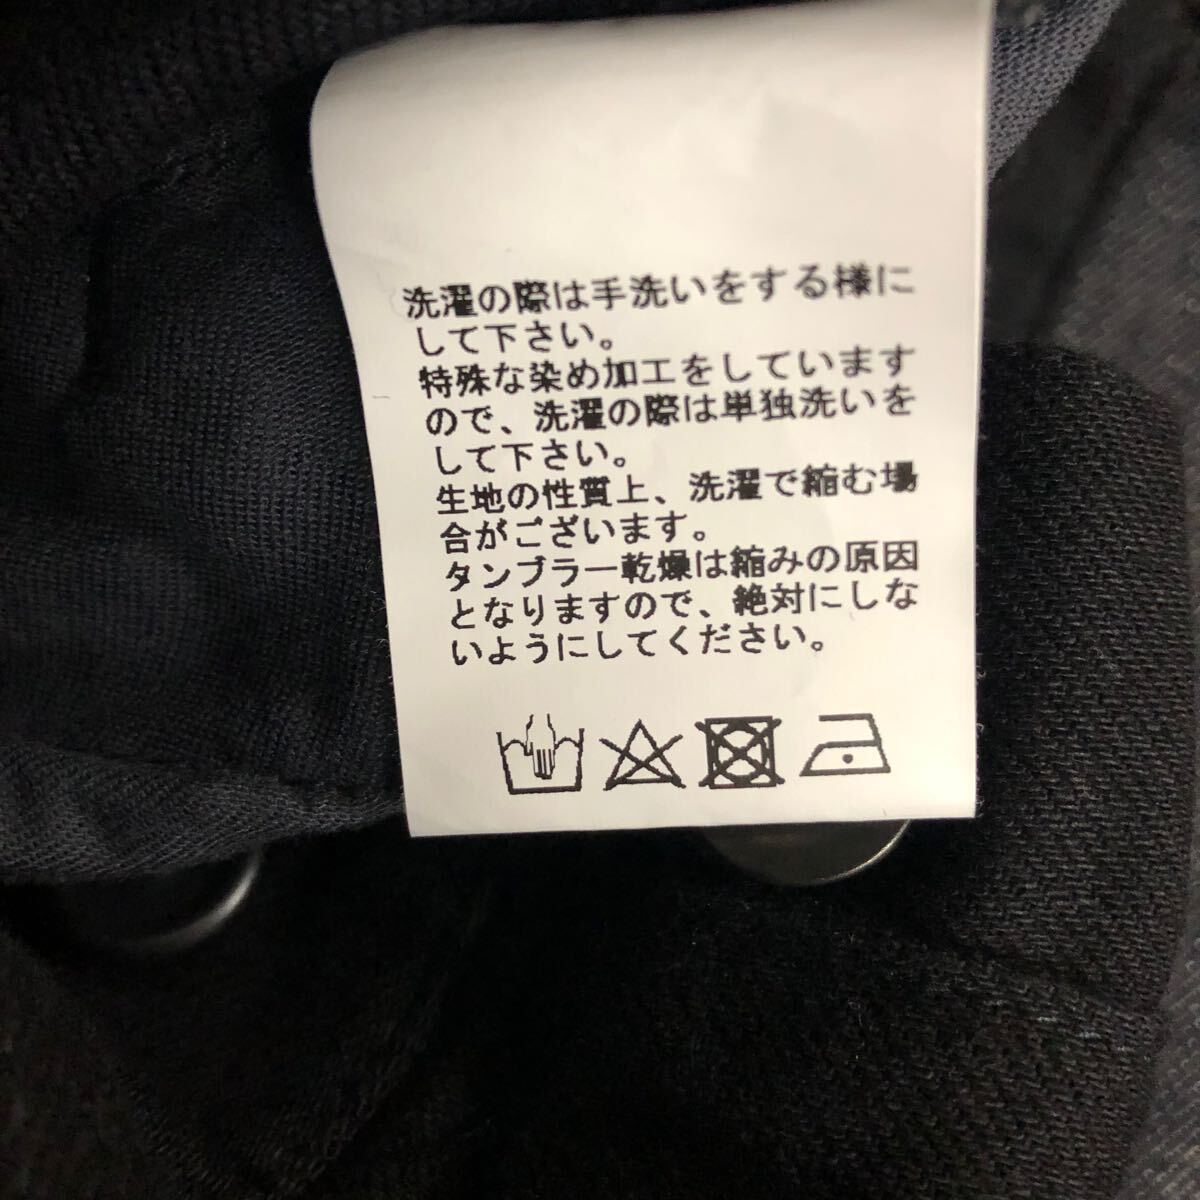 洗濯の際は手洗いをする様に
して下さい。
特殊な染め加工をしています
ので、洗濯の際は単独洗いを
して下さい。
生地の性質上、洗濯で縮む場
合がございます。
タンブラー乾燥は縮みの原因
となりますので、絶対にしな
いようにしてください。